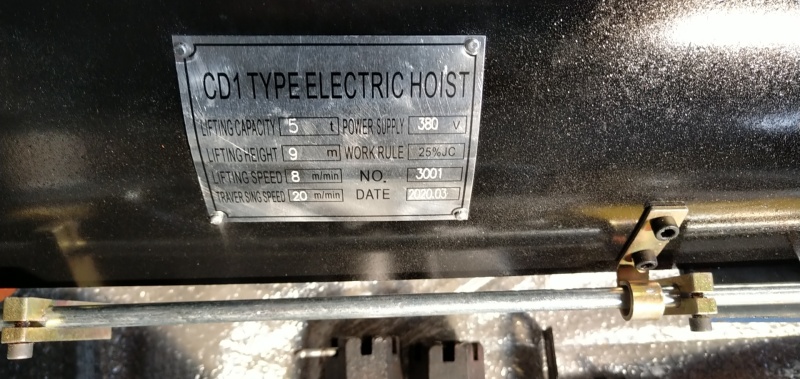 CD1 TYPE ELECTRIC HOIST
LIFTING CAPACITY 5 t POWER SUPPLY 380 V
LIFTING HEIGHT 9 m WORK RULE 25%JC
LIFTING SPEED 8 m/min NO. 3001
TRAVER SING SPEED 20 m/min DATE 2020.03